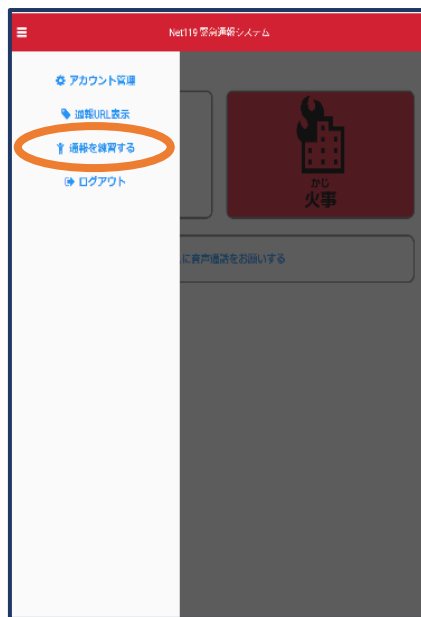 Net119 緊急通報システム
アカウント管理
通報URL表示
通報を練習する
ログアウト
かじ
火事
に音声通話をお願いする